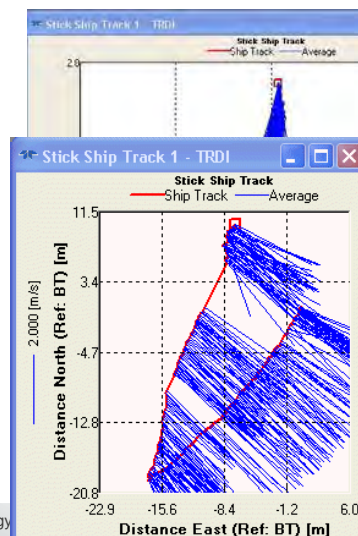 Stick Ship Track 1 - TRDI
Stick Ship Track
Ship Track Average
2.0
Stick Ship Track 1 - TRDI
Stick Ship Track
Ship Track Average
11.5
3.4
-4.7
-12.8
-20.8
2.000 [m/s]
Distance North (Ref: BT) [m]
-22.9 -15.6 -8.4 -1.2 6.0
Distance East (Ref: BT) [m]
gy